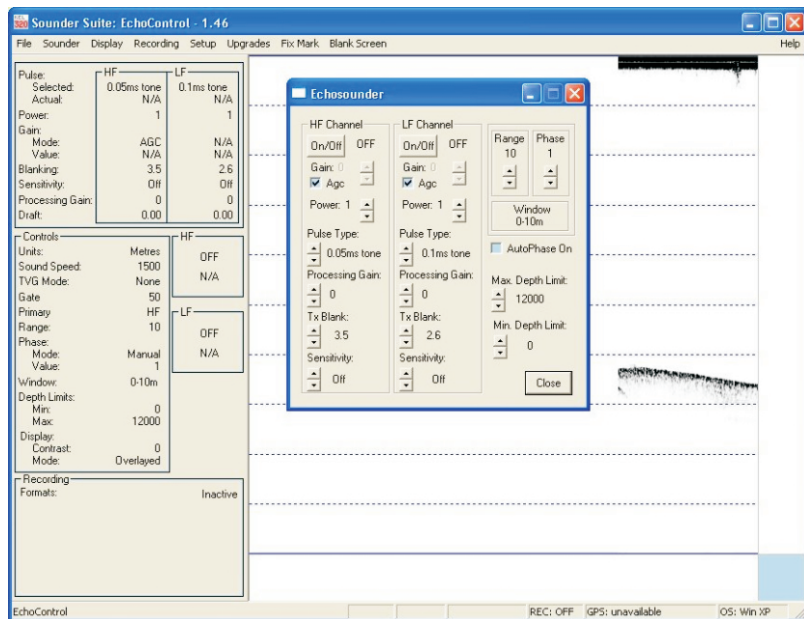 320
Sounder Suite: EchoControl - 1.46
File Sounder Display Recording Setup Upgrades Fix Mark Blank Screen Help
HF LF
Pulse:
Selected: 0.05ms tone 0.1ms tone
Actual: N/A N/A
Power: 1 1
Gain:
Mode: AGC N/A
Value: N/A N/A
Blanking: 3.5 2.6
Sensitivity: Off Off
Processing Gain: 0 0
Draft: 0.00 0.00
Controls
Units: Metres
Sound Speed: 1500
TVG Mode: None
Gate 50
Primary HF
Range: 10
Phase:
Mode: Manual
Value: 1
Window: 0-10m
Depth Limits:
Min: 0
Max: 12000
Display:
Contrast: 0
Mode: Overlayed
HF
OFF
N/A
LF
OFF
N/A
Recording
Formats: Inactive
Echosounder
HF Channel
On/Off OFF
Gain: 0
Agc
Power: 1
Pulse Type:
0.05ms tone
Processing Gain:
0
Tx Blank:
3.5
Sensitivity:
Off
LF Channel
On/Off OFF
Gain: 0
Agc
Power: 1
Pulse Type:
0.1ms tone
Processing Gain:
0
Tx Blank:
2.6
Sensitivity:
Off
Range
10
Phase
1
Window
0-10m
AutoPhase On
Max. Depth Limit:
12000
Min. Depth Limit:
0
Close
EchoControl REC: OFF GPS: unavailable OS: Win XP